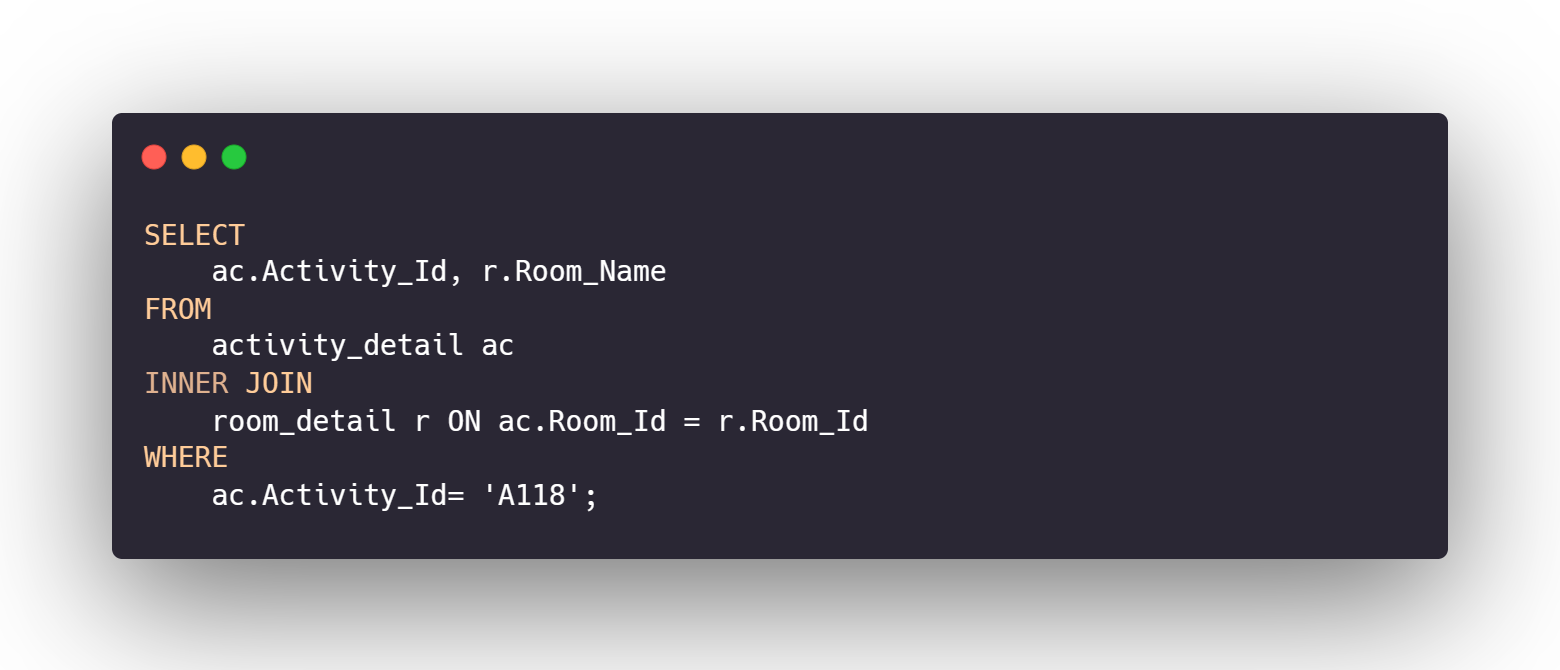 SELECT
    ac.Activity_Id, r.Room_Name
FROM
    activity_detail ac
INNER JOIN
    room_detail r ON ac.Room_Id = r.Room_Id
WHERE
    ac.Activity_Id= 'A118';